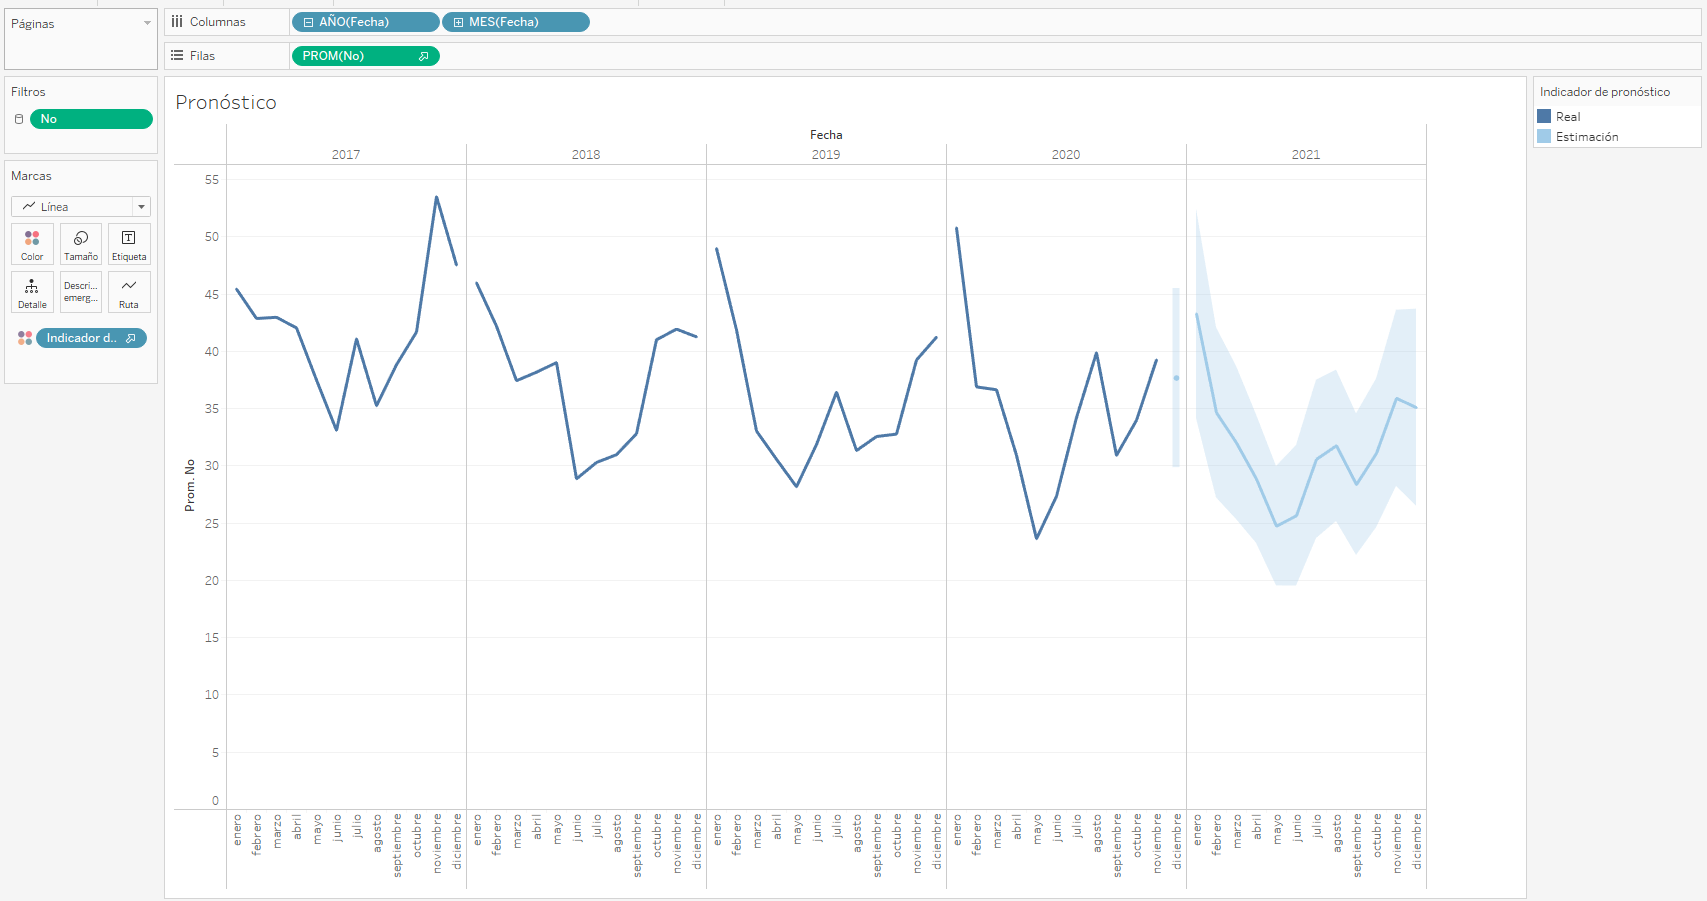 Páginas
Columnas
AÑO(Fecha)
MES(Fecha)
Filas
PROM(No)
Filtros
No
Marcas
Línea
Color
Tamaño
Etiqueta
Detalle
Descri...
emerg...
Ruta
Indicador d..
Pronóstico
Fecha
2017
2018
2019
2020
2021
Prom. No
55
50
45
40
35
30
25
20
15
10
5
0
enero
febrero
marzo
abril
mayo
junio
julio
agosto
septiembre
octubre
noviembre
diciembre
enero
febrero
marzo
abril
mayo
junio
julio
agosto
septiembre
octubre
noviembre
diciembre
enero
febrero
marzo
abril
mayo
junio
julio
agosto
septiembre
octubre
noviembre
diciembre
enero
febrero
marzo
abril
mayo
junio
julio
agosto
septiembre
octubre
noviembre
diciembre
enero
febrero
marzo
abril
mayo
junio
julio
agosto
septiembre
octubre
noviembre
diciembre
Indicador de pronóstico
Real
Estimación